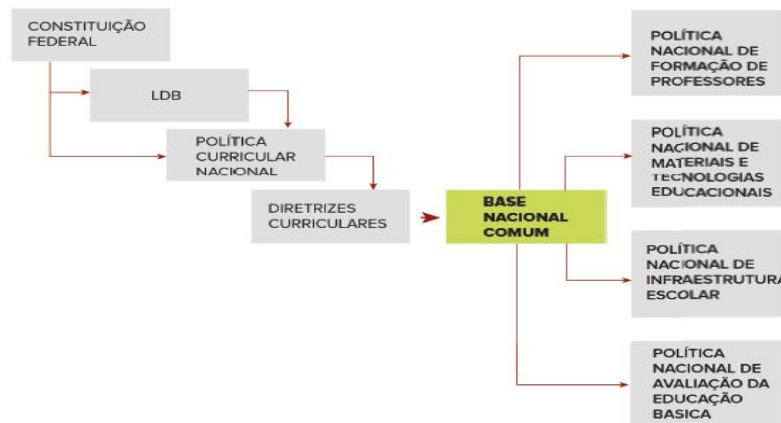 CONSTITUIÇÃO
FEDERAL
LDB
POLÍTICA
CURRICULAR
NACIONAL
DIRETRIZES
CURRICULARES
BASE
NACIONAL
COMUM
POLÍTICA
NACIONAL DE
FORMAÇÃO DE
PROFESSORES
POLÍTICA
NACIONAL DE
MATERIAIS E
TECNOLOGIAS
EDUCACIONAIS
POLÍTICA
NACIONAL DE
INFRAESTRUTURA
ESCOLAR
POLÍTICA
NACIONAL DE
AVALIAÇÃO DA
EDUCAÇÃO
BASICA